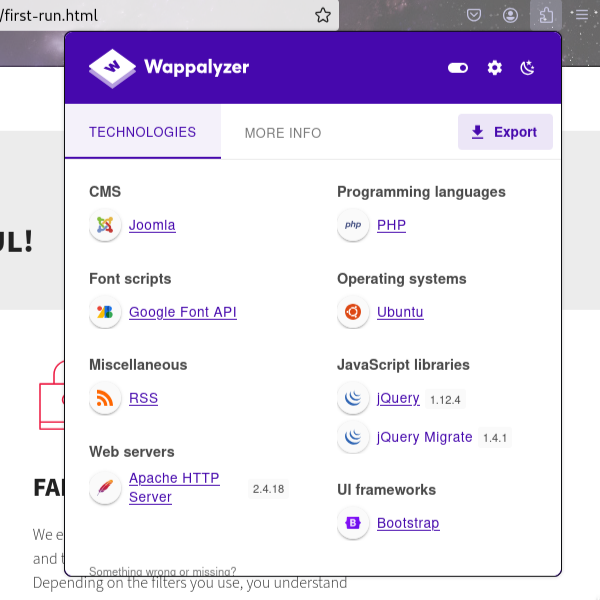 /first-run.html
Wappalyzer
TECHNOLOGIES
MORE INFO
Export
CMS
Joomla
Font scripts
Google Font API
Miscellaneous
RSS
Web servers
Apache HTTP
Server
2.4.18
Programming languages
php
PHP
Operating systems
Ubuntu
JavaScript libraries
jQuery 1.12.4
jQuery Migrate 1.4.1
UI frameworks
B
Bootstrap
Something wrong or missing?
UL!
FA
We e
and t
Depending on the filters you use, you understand